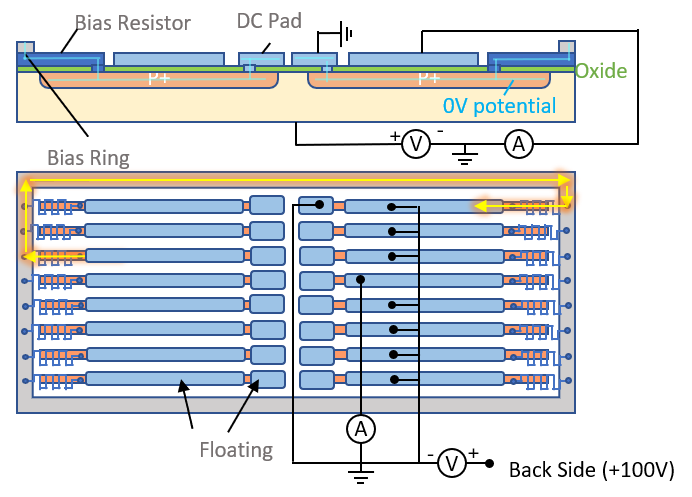 Bias Resistor
DC Pad
Oxide
P+
P+
0V potential
+ V -
A
Bias Ring
A
Floating
- V +
Back Side (+100V)